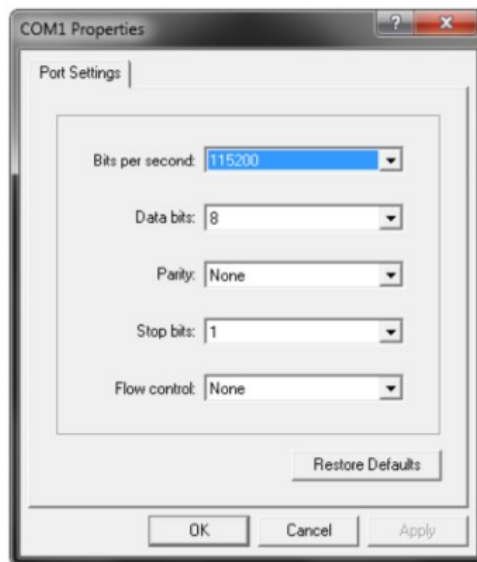 COM1 Properties
Port Settings
Bits per second: 115200
Data bits: 8
Parity: None
Stop bits: 1
Flow control: None
Restore Defaults
OK Cancel Apply